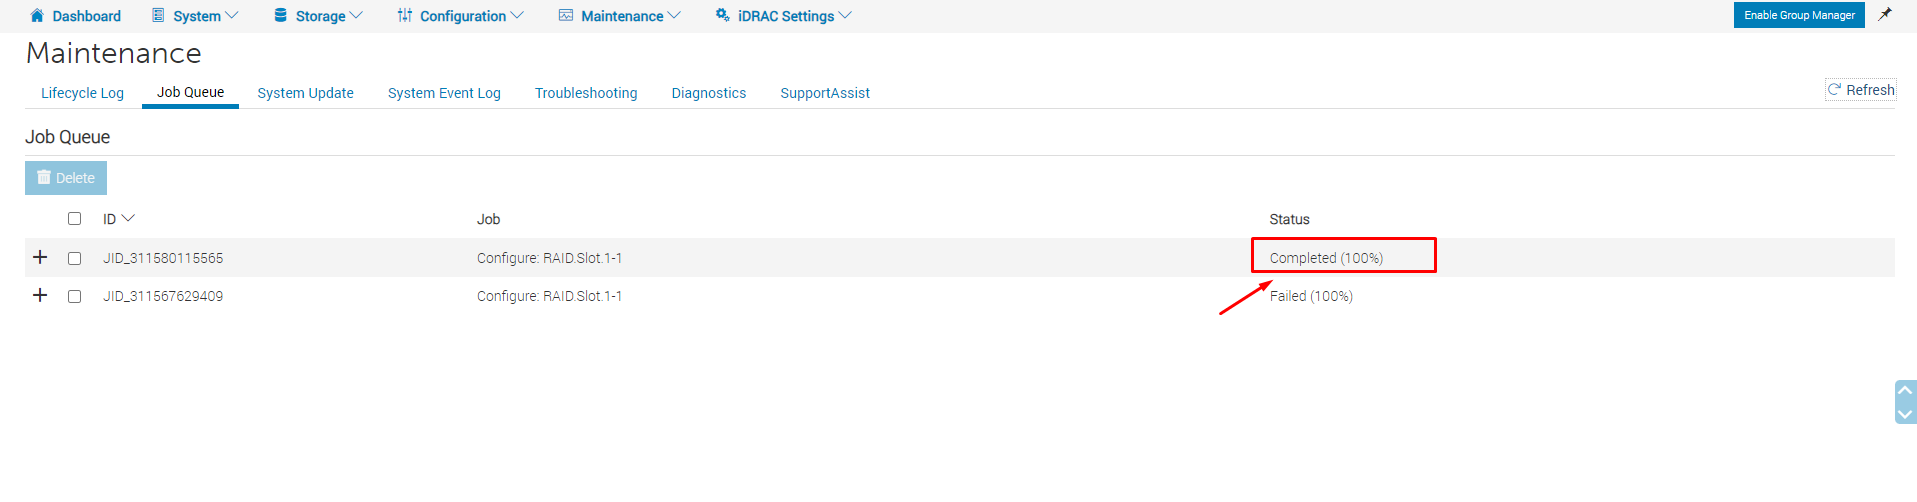 Dashboard System Storage Configuration Maintenance iDRAC Settings Enable Group Manager
Maintenance
Lifecycle Log Job Queue System Update System Event Log Troubleshooting Diagnostics SupportAssist Refresh
Job Queue
Delete
ID Job Status
JID_311580115565 Configure: RAID.Slot.1-1 Completed (100%)
JID_311567629409 Configure: RAID.Slot.1-1 Failed (100%)